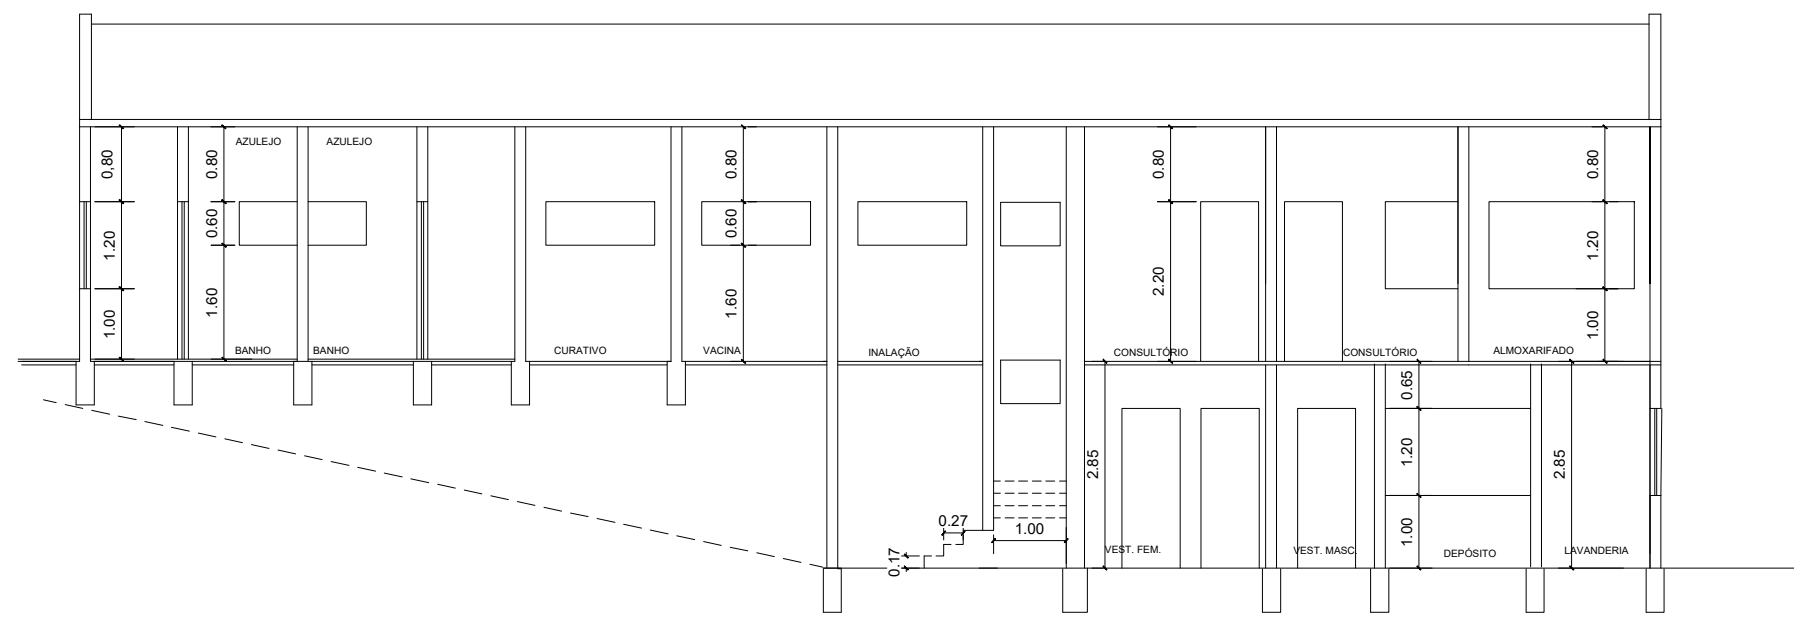 AZULEJO
AZULEJO
0,80
0.80
0.80
0.80
0.80
1.20
0.60
0.60
2.20
1.20
1.00
1.60
1.60
1.00
BANHO
BANHO
CURATIVO
VACINA
INALAÇÃO
CONSULTÓRIO
CONSULTÓRIO
ALMOXARIFADO
0.65
2.85
1.20
2.85
0.27
1.00
1.00
0.17
VEST. FEM.
VEST. MASC.
DEPÓSITO
LAVANDERIA